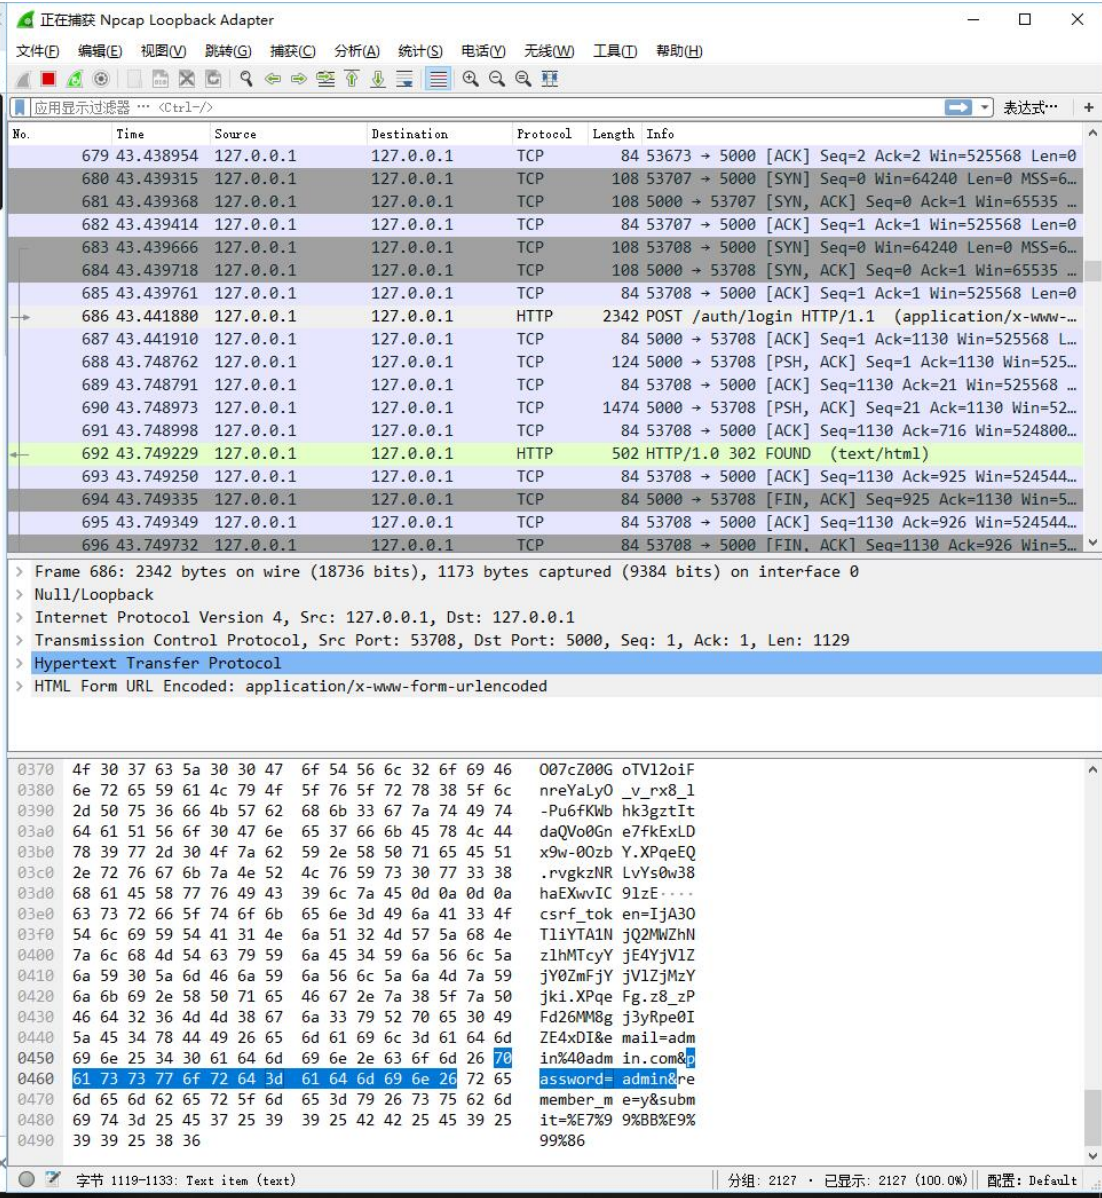 正在捕获 Npcap Loopback Adapter
文件(F) 编辑(E) 视图(V) 跳转(G) 捕获(C) 分析(A) 统计(S) 电话(Y) 无线(W) 工具(T) 帮助(H)
应用显示过滤器 … <Ctrl-/> 表达式… +
No. Time Source Destination Protocol Length Info
679 43.438954 127.0.0.1 127.0.0.1 TCP 84 53673 → 5000 [ACK] Seq=2 Ack=2 Win=525568 Len=0
680 43.439315 127.0.0.1 127.0.0.1 TCP 108 53707 → 5000 [SYN] Seq=0 Win=64240 Len=0 MSS=6…
681 43.439368 127.0.0.1 127.0.0.1 TCP 108 5000 → 53707 [SYN, ACK] Seq=0 Ack=1 Win=65535 …
682 43.439414 127.0.0.1 127.0.0.1 TCP 84 53707 → 5000 [ACK] Seq=1 Ack=1 Win=525568 Len=0
683 43.439666 127.0.0.1 127.0.0.1 TCP 108 53708 → 5000 [SYN] Seq=0 Win=64240 Len=0 MSS=6…
684 43.439718 127.0.0.1 127.0.0.1 TCP 108 5000 → 53708 [SYN, ACK] Seq=0 Ack=1 Win=65535 …
685 43.439761 127.0.0.1 127.0.0.1 TCP 84 53708 → 5000 [ACK] Seq=1 Ack=1 Win=525568 Len=0
686 43.441880 127.0.0.1 127.0.0.1 HTTP 2342 POST /auth/login HTTP/1.1 (application/x-www-…
687 43.441910 127.0.0.1 127.0.0.1 TCP 84 5000 → 53708 [ACK] Seq=1 Ack=1130 Win=525568 L…
688 43.748762 127.0.0.1 127.0.0.1 TCP 124 5000 → 53708 [PSH, ACK] Seq=1 Ack=1130 Win=525…
689 43.748791 127.0.0.1 127.0.0.1 TCP 84 53708 → 5000 [ACK] Seq=1130 Ack=21 Win=525568 …
690 43.748973 127.0.0.1 127.0.0.1 TCP 1474 5000 → 53708 [PSH, ACK] Seq=21 Ack=1130 Win=52…
691 43.748998 127.0.0.1 127.0.0.1 TCP 84 53708 → 5000 [ACK] Seq=1130 Ack=716 Win=524800…
692 43.749229 127.0.0.1 127.0.0.1 HTTP 502 HTTP/1.0 302 FOUND (text/html)
693 43.749250 127.0.0.1 127.0.0.1 TCP 84 53708 → 5000 [ACK] Seq=1130 Ack=925 Win=524544…
694 43.749335 127.0.0.1 127.0.0.1 TCP 84 5000 → 53708 [FIN, ACK] Seq=925 Ack=1130 Win=5…
695 43.749349 127.0.0.1 127.0.0.1 TCP 84 53708 → 5000 [ACK] Seq=1130 Ack=926 Win=524544…
696 43.749732 127.0.0.1 127.0.0.1 TCP 84 53708 → 5000 [FIN, ACK] Seq=1130 Ack=926 Win=5…
> Frame 686: 2342 bytes on wire (18736 bits), 1173 bytes captured (9384 bits) on interface 0
> Null/Loopback
> Internet Protocol Version 4, Src: 127.0.0.1, Dst: 127.0.0.1
> Transmission Control Protocol, Src Port: 53708, Dst Port: 5000, Seq: 1, Ack: 1, Len: 1129
> Hypertext Transfer Protocol
> HTML Form URL Encoded: application/x-www-form-urlencoded
0370 4f 30 37 63 5a 30 30 47 6f 54 56 6c 32 6f 69 46 O07cZ00G oTVl2oiF
0380 6e 72 65 59 61 4c 79 4f 5f 76 5f 72 78 38 5f 6c nreYaLyO _v_rx8_l
0390 2d 50 75 36 66 4b 57 62 68 6b 33 67 7a 74 49 74 -Pu6fKWb hk3gztIt
03a0 64 61 51 56 6f 30 47 6e 65 37 66 6b 45 78 4c 44 daQVo0Gn e7fkExLD
03b0 78 39 77 2d 30 4f 7a 62 59 2e 58 50 71 65 45 51 x9w-0Ozb Y.XPqeEQ
03c0 2e 72 76 67 6b 7a 4e 52 4c 76 59 73 30 77 33 38 .rvgkzNR LvYs0w38
03d0 68 61 45 58 77 76 49 43 39 6c 7a 45 0d 0a 0d 0a haEXwvIC 9lzE····
03e0 63 73 72 66 5f 74 6f 6b 65 6e 3d 49 6a 41 33 4f csrf_tok en=IjA3O
03f0 54 6c 69 59 54 41 31 4e 6a 51 32 4d 57 5a 68 4e TliYTA1N jQ2MWZhN
0400 7a 6c 68 4d 54 63 79 59 6a 45 34 59 6a 56 6c 5a zlhMTcyY jE4YjVlZ
0410 6a 59 30 5a 6d 46 6a 59 6a 56 6c 5a 6a 4d 7a 59 jY0ZmFjY jVlZjMzY
0420 6a 6b 69 2e 58 50 71 65 46 67 2e 7a 38 5f 7a 50 jki.XPqe Fg.z8_zP
0430 46 64 32 36 4d 4d 38 67 6a 33 79 52 70 65 30 49 Fd26MM8g j3yRpe0I
0440 5a 45 34 78 44 49 26 65 6d 61 69 6c 3d 61 64 6d ZE4xDI&e mail=adm
0450 69 6e 25 34 30 61 64 6d 69 6e 2e 63 6f 6d 26 70 in%40adm in.com&p
0460 61 73 73 77 6f 72 64 3d 61 64 6d 69 6e 26 72 65 assword= admin&re
0470 6d 65 6d 62 65 72 5f 6d 65 3d 79 26 73 75 62 6d member_m e=y&subm
0480 69 74 3d 25 45 37 25 39 39 25 42 42 25 45 39 25 it=%E7%9 9%BB%E9%
0490 39 39 25 38 36 99%86
字节 1119-1133: Text item (text) 分组: 2127 · 已显示: 2127 (100.0%) 配置: Default